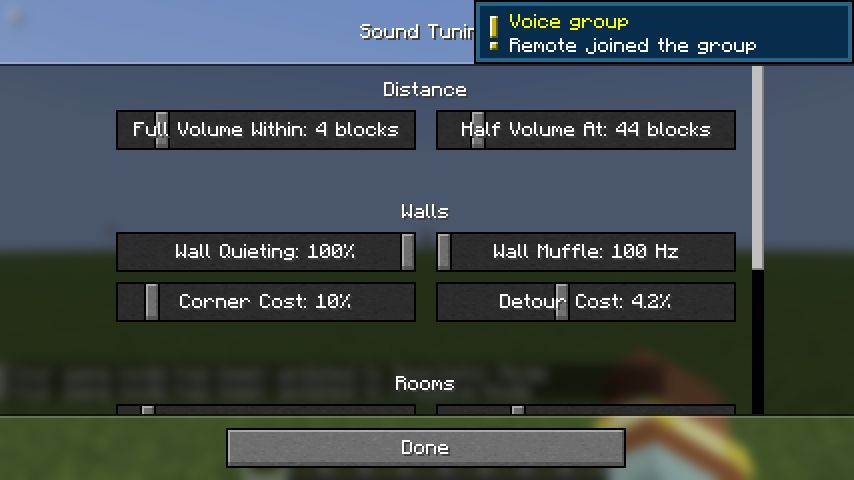 Sound Tunin
Voice group
Remote joined the group
Distance
Full Volume Within: 4 blocks
Half Volume At: 44 blocks
Walls
Wall Quieting: 100%
Wall Muffle: 100 Hz
Corner Cost: 10%
Detour Cost: 4.2%
Rooms
Done